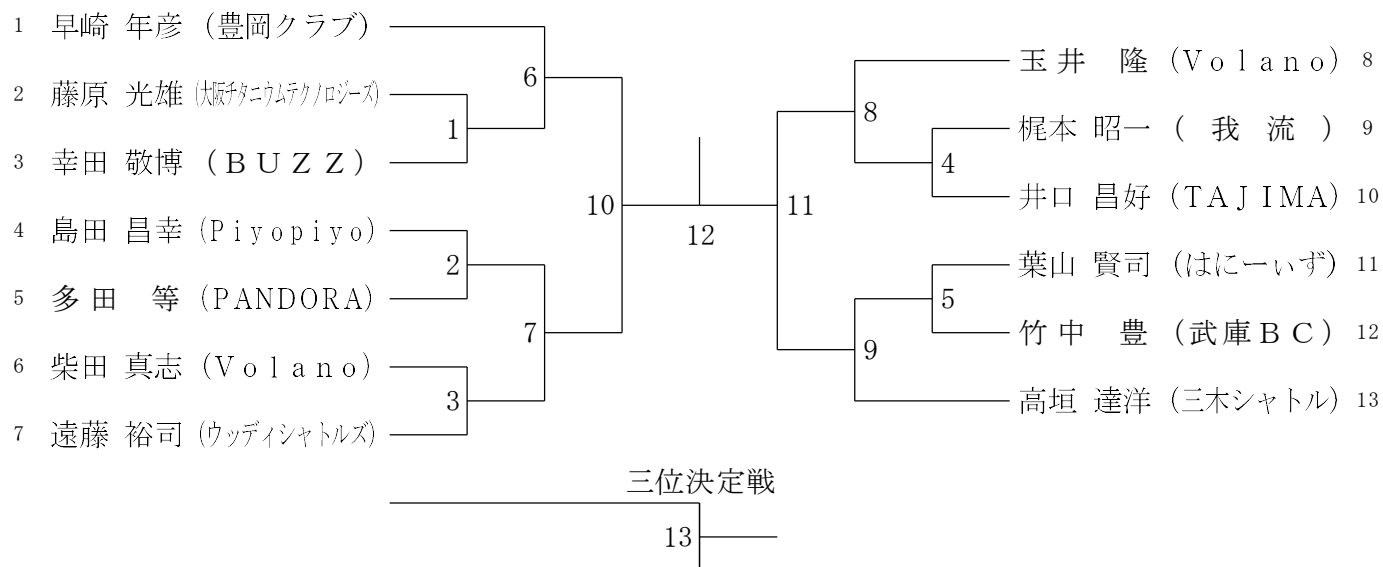 1 早崎 年彦 (豊岡クラブ)
2 藤原 光雄 (大阪チタニウムテクノロジーズ)
3 幸田 敬博 (ＢＵＺＺ)
4 島田 昌幸 (Piyopiyo)
5 多田 等 (PANDORA)
6 柴田 真志 (Ｖｏｌａｎｏ)
7 遠藤 裕司 (ウッディシャトルズ)
6
1
2
7
3
10
12
11
8
4
5
9
玉井 隆 (Ｖｏｌａｎｏ) 8
梶本 昭一 (我流) 9
井口 昌好 (TAJIMA) 10
葉山 賢司 (はにーぃず) 11
竹中 豊 (武庫ＢＣ) 12
高垣 達洋 (三木シャトル) 13
三位決定戦
13